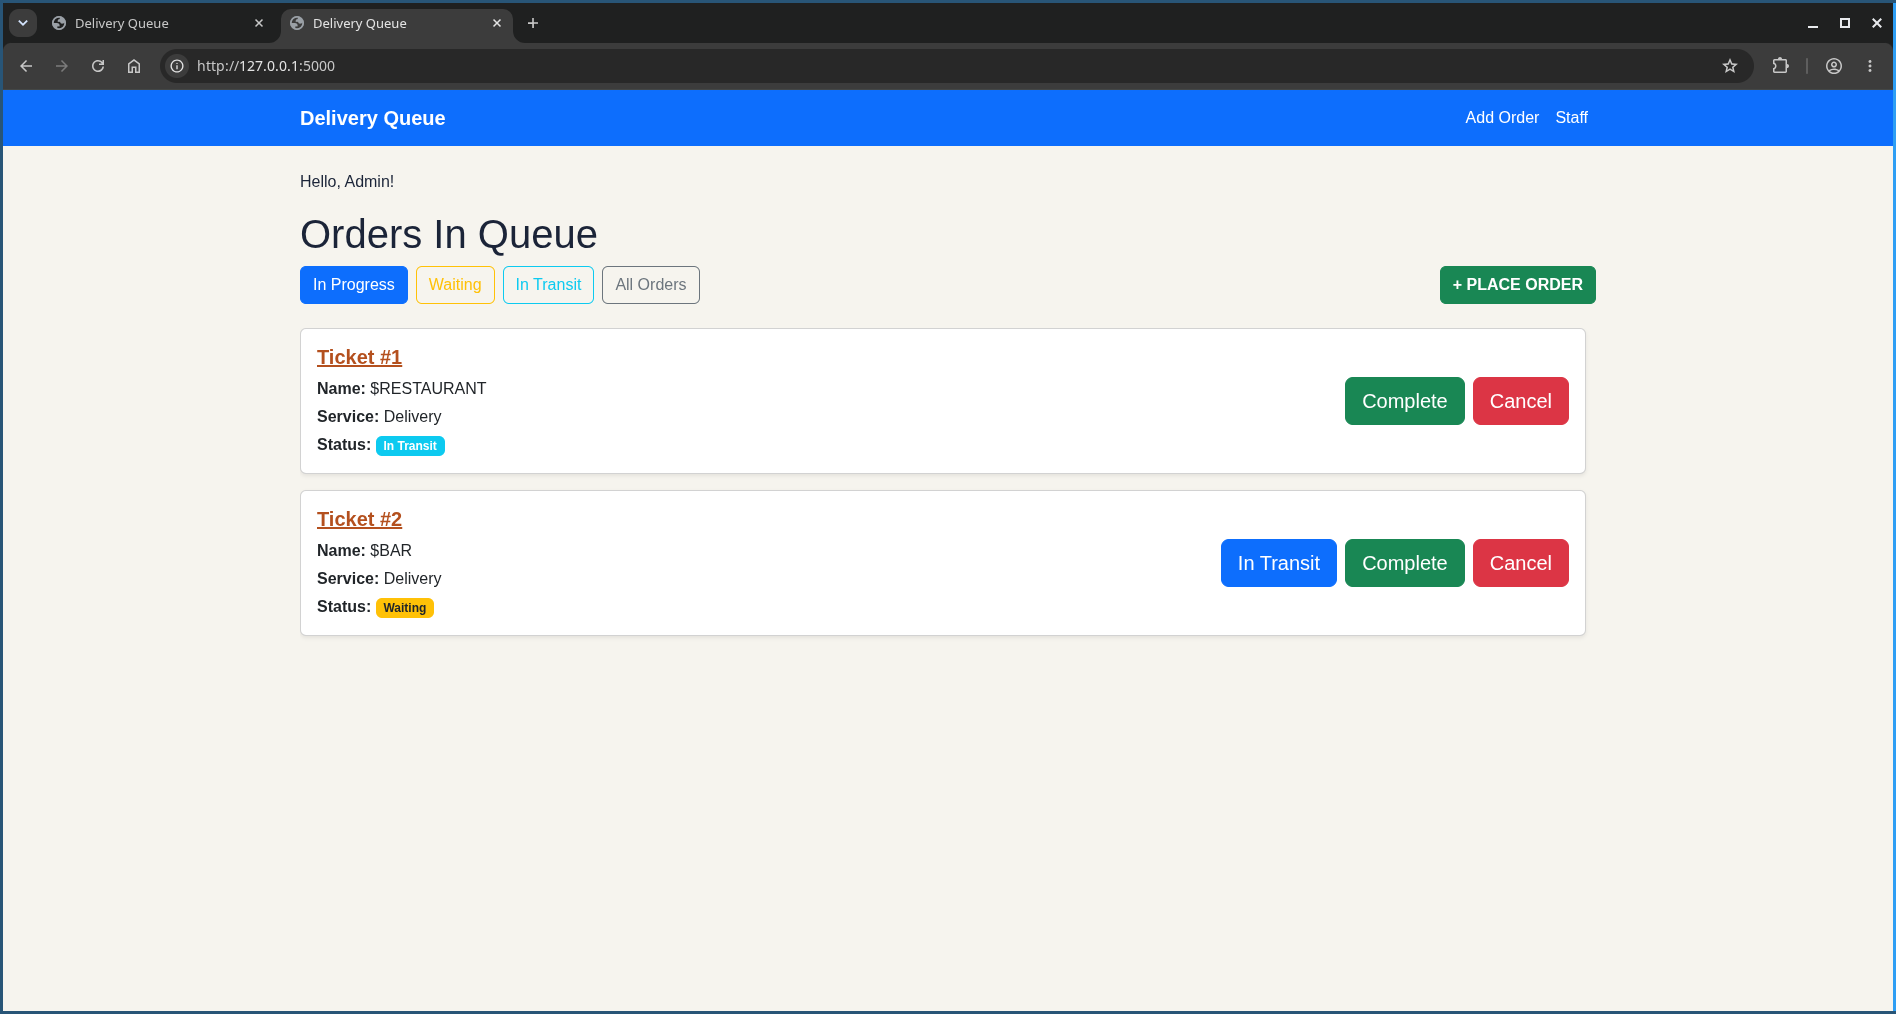 Delivery Queue
Delivery Queue
http://127.0.0.1:5000
Delivery Queue
Add Order
Staff
Hello, Admin!
Orders In Queue
In Progress
Waiting
In Transit
All Orders
+ PLACE ORDER
Ticket #1
Name: $RESTAURANT
Service: Delivery
Status: In Transit
Complete
Cancel
Ticket #2
Name: $BAR
Service: Delivery
Status: Waiting
In Transit
Complete
Cancel